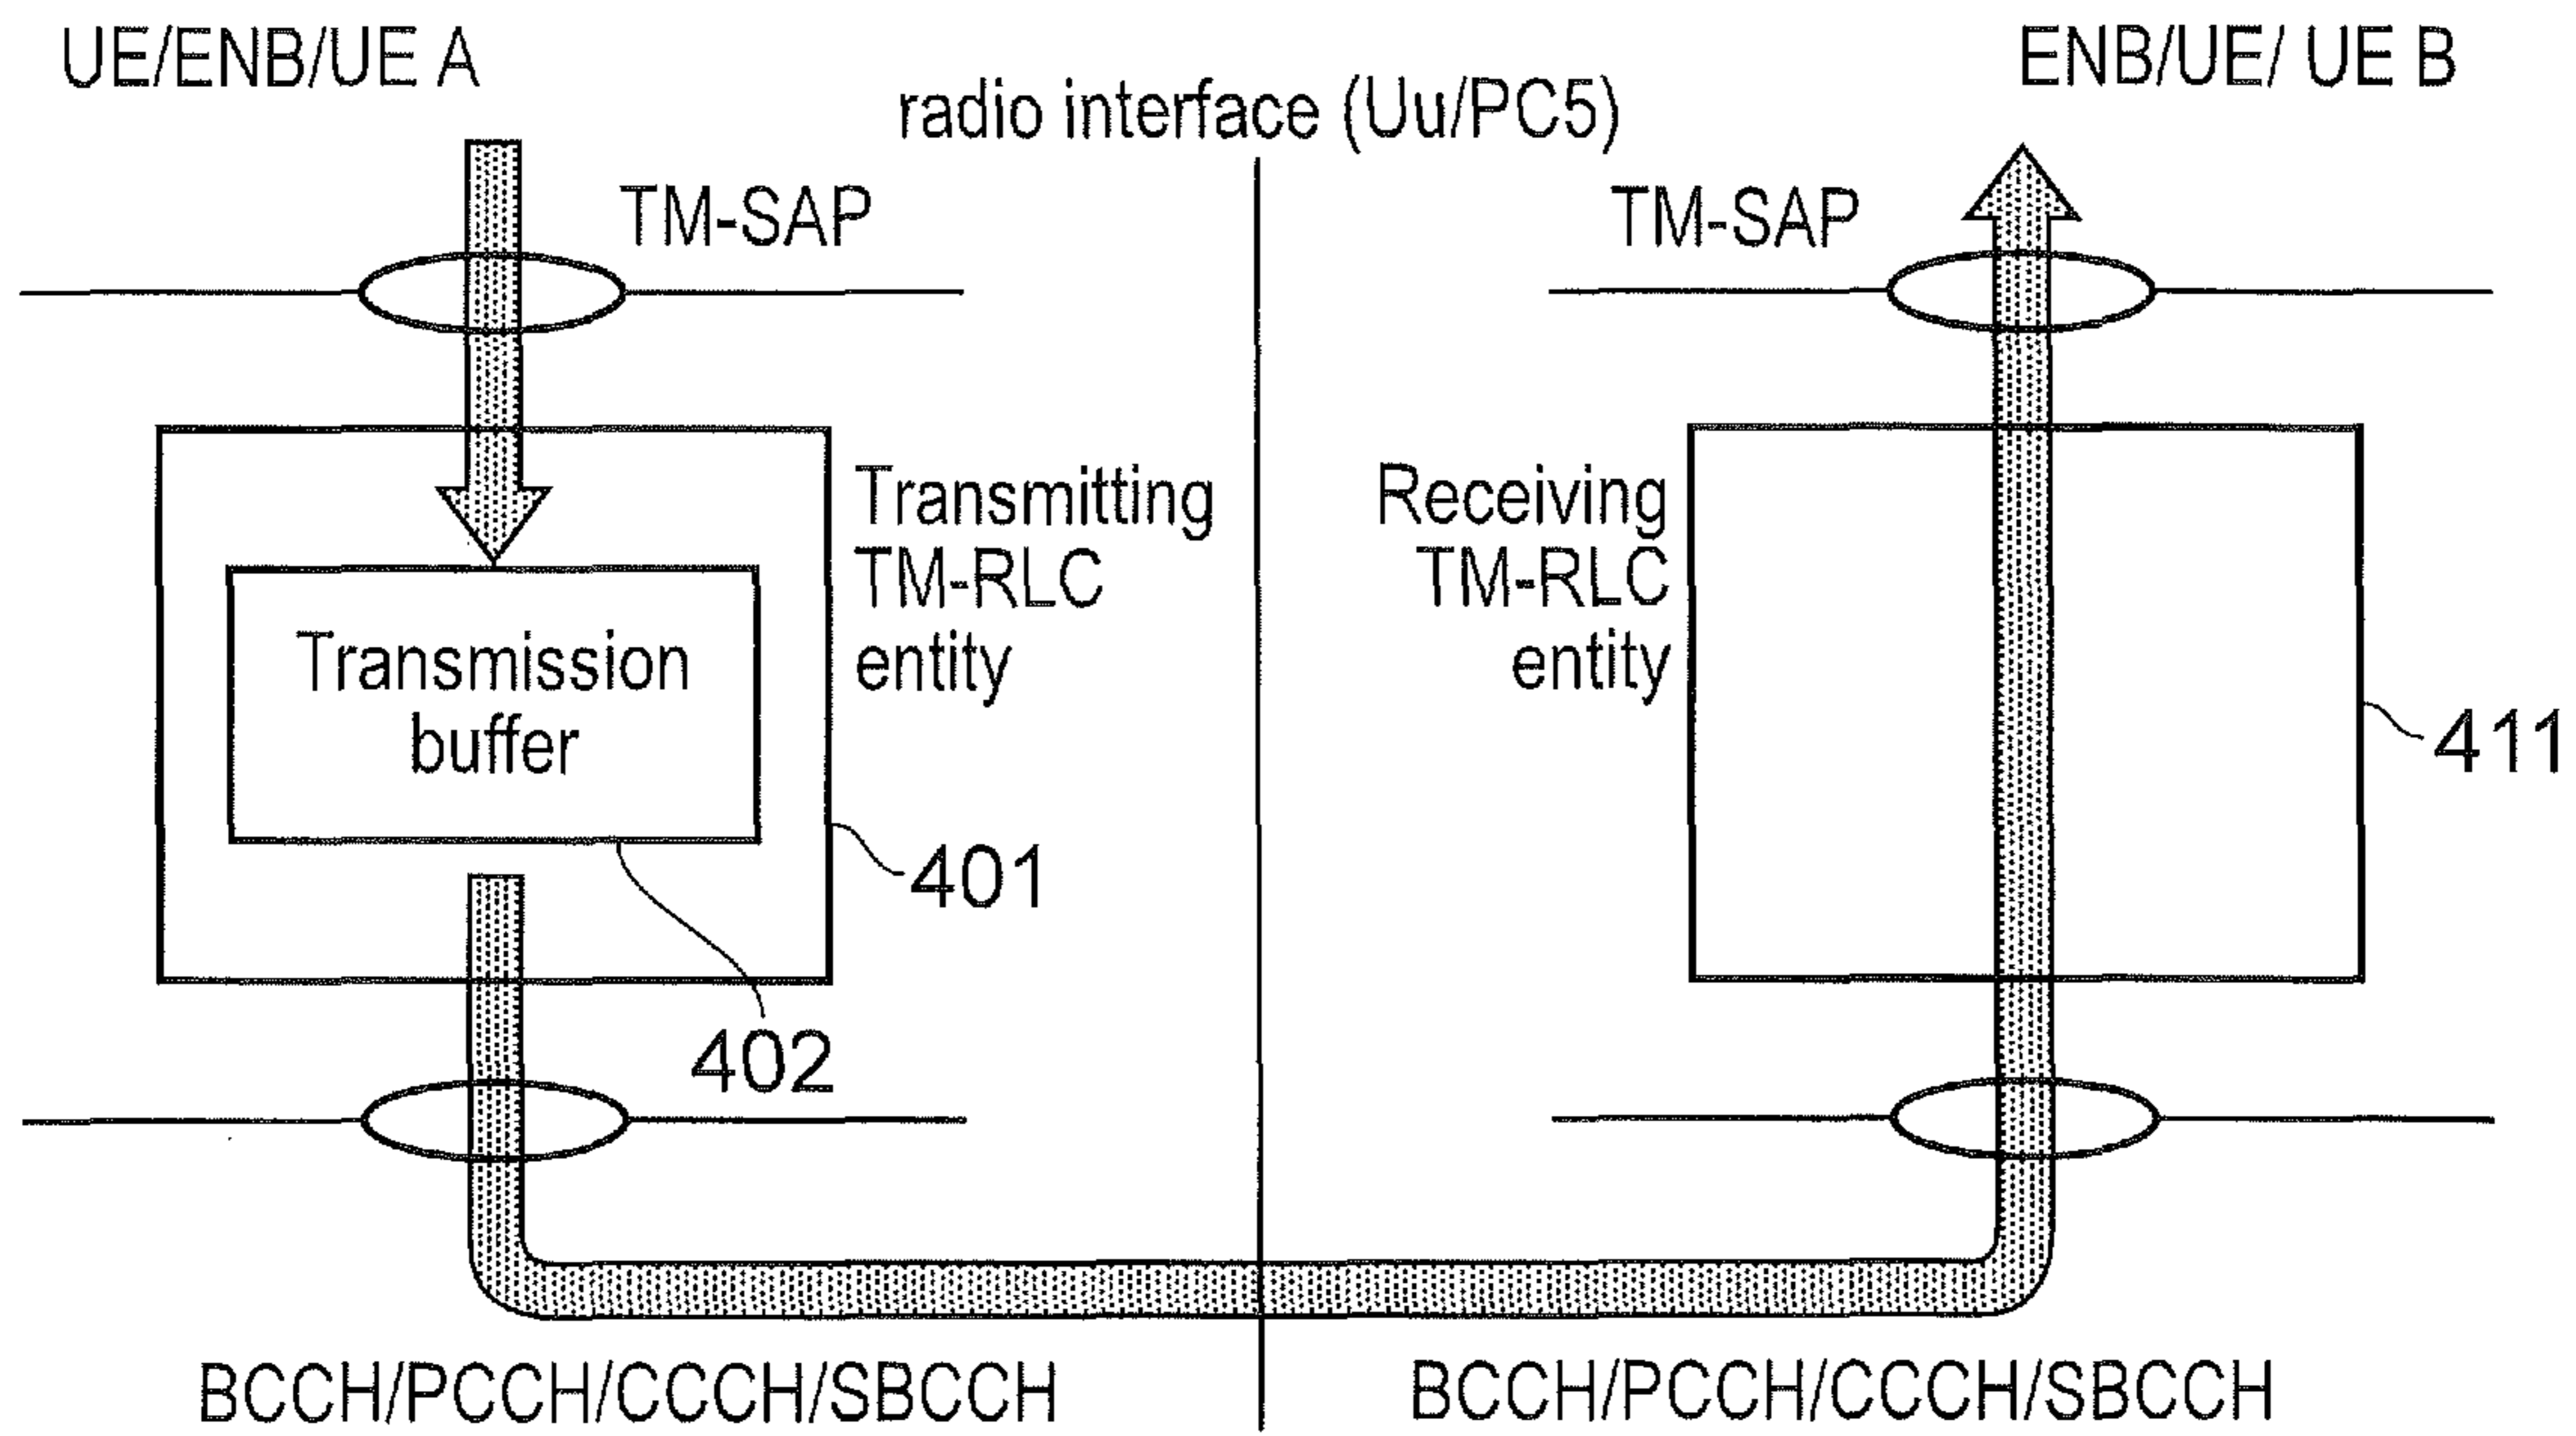 UE/ENB/UE A
ENB/UE/ UE B
radio interface (Uu/PC5)
TM-SAP
TM-SAP
Transmitting
TM-RLC
entity
Receiving
TM-RLC
entity
Transmission
buffer
411
401
402
BCCH/PCCH/CCCH/SBCCH
BCCH/PCCH/CCCH/SBCCH